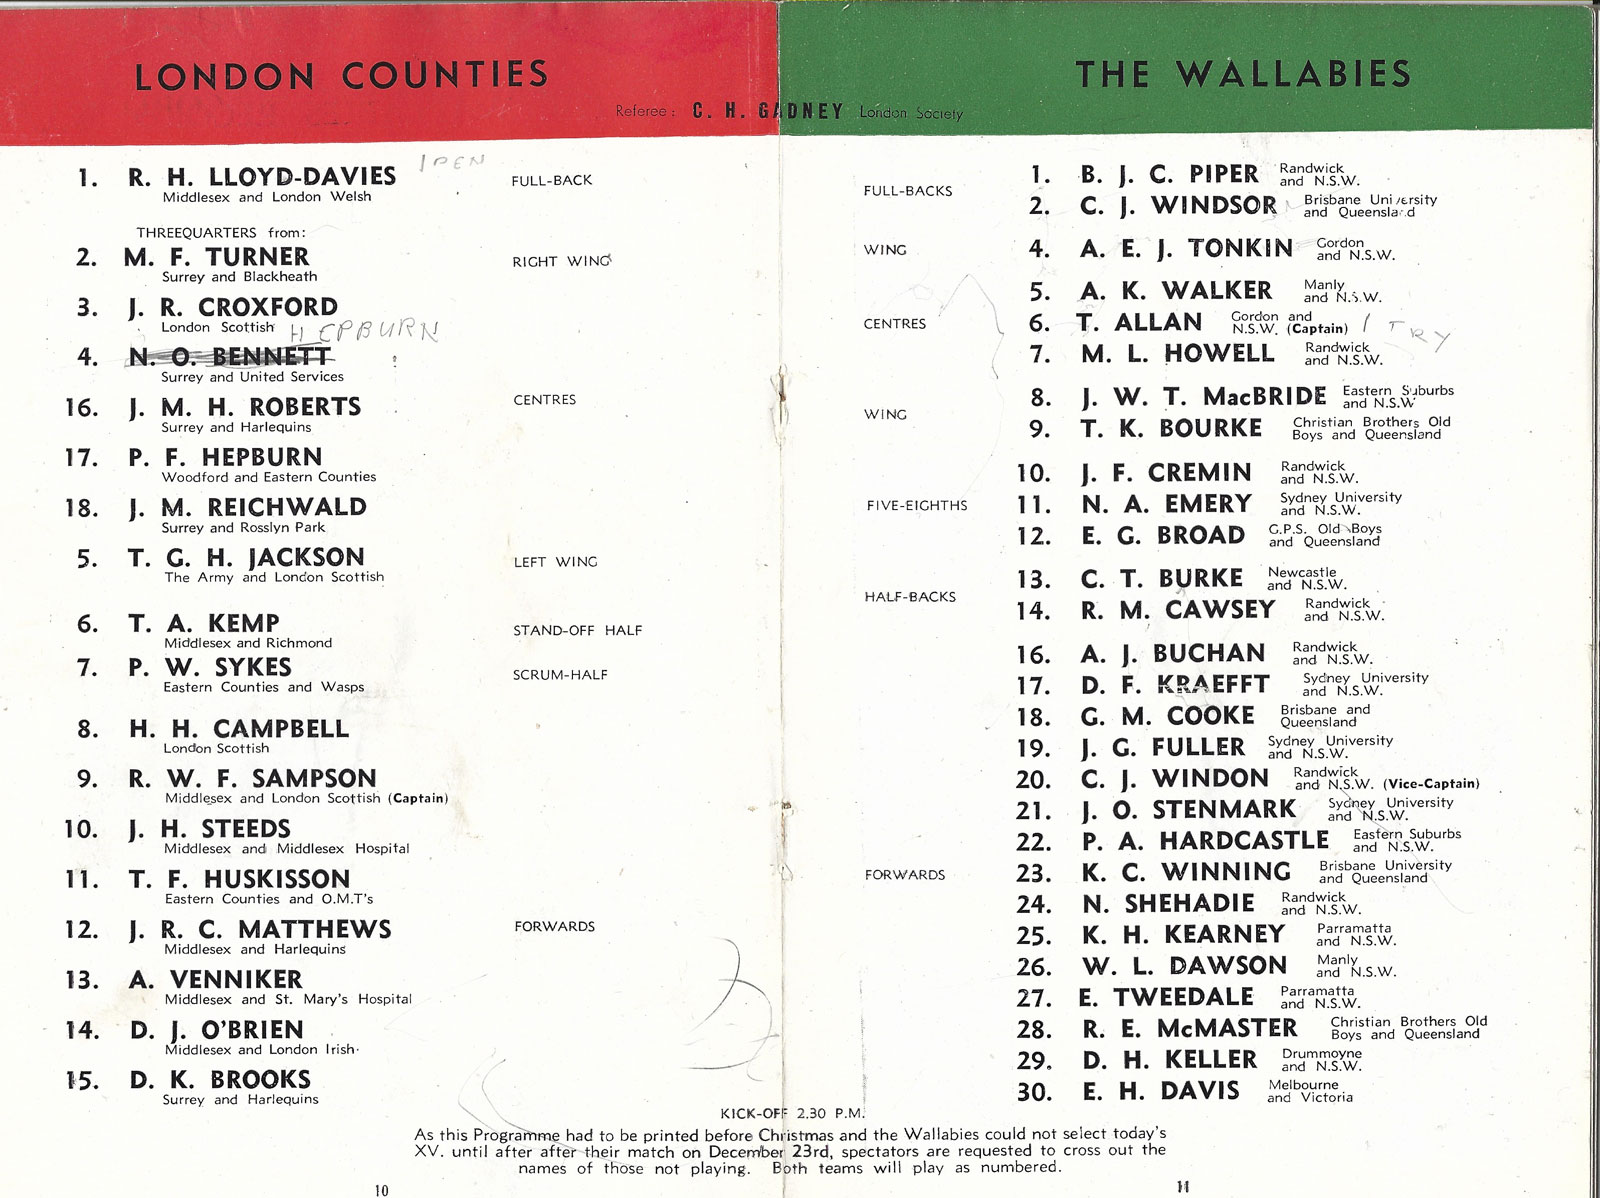 LONDON COUNTIES
THE WALLABIES
Referee: C. H. GADNEY London Society
1. R. H. LLOYD-DAVIES 1 PEN
Middlesex and London Welsh
FULL-BACK
THREEQUARTERS from:
2. M. F. TURNER
Surrey and Blackheath
RIGHT WING
3. J. R. CROXFORD
London Scottish
HEPBURN
4. N. O. BENNETT
Surrey and United Services
16. J. M. H. ROBERTS
Surrey and Harlequins
CENTRES
17. P. F. HEPBURN
Woodford and Eastern Counties
18. J. M. REICHWALD
Surrey and Rosslyn Park
5. T. G. H. JACKSON
The Army and London Scottish
LEFT WING
6. T. A. KEMP
Middlesex and Richmond
STAND-OFF HALF
7. P. W. SYKES
Eastern Counties and Wasps
SCRUM-HALF
8. H. H. CAMPBELL
London Scottish
9. R. W. F. SAMPSON
Middlesex and London Scottish (Captain)
10. J. H. STEEDS
Middlesex and Middlesex Hospital
11. T. F. HUSKISSON
Eastern Counties and O.M.T's
12. J. R. C. MATTHEWS
Middlesex and Harlequins
FORWARDS
13. A. VENNIKER
Middlesex and St. Mary's Hospital
14. D. J. O'BRIEN
Middlesex and London Irish
15. D. K. BROOKS
Surrey and Harlequins
FULL-BACKS
1. B. J. C. PIPER Randwick
and N.S.W.
2. C. J. WINDSOR Brisbane University
and Queensland
WING
4. A. E. J. TONKIN Gordon
and N.S.W.
5. A. K. WALKER Manly
and N.S.W.
CENTRES
6. T. ALLAN Gordon and
N.S.W. (Captain) 1 TRY
7. M. L. HOWELL Randwick
and N.S.W.
WING
8. J. W. T. MacBRIDE Eastern Suburbs
and N.S.W
9. T. K. BOURKE Christian Brothers Old
Boys and Queensland
10. J. F. CREMIN Randwick
and N.S.W.
FIVE-EIGHTHS
11. N. A. EMERY Sydney University
and N.S.W.
12. E. G. BROAD G.P.S. Old Boys
and Queensland
HALF-BACKS
13. C. T. BURKE Newcastle
and N.S.W.
14. R. M. CAWSEY Randwick
and N.S.W.
16. A. J. BUCHAN Randwick
and N.S.W.
17. D. F. KRAEFFT Sydney University
and N.S.W.
18. G. M. COOKE Brisbane and
Queensland
19. J. G. FULLER Sydney University
and N.S.W.
20. C. J. WINDON Randwick
and N.S.W. (Vice-Captain)
21. J. O. STENMARK Sydney University
and N.S.W.
22. P. A. HARDCASTLE Eastern Suburbs
and N.S.W.
FORWARDS
23. K. C. WINNING Brisbane University
and Queensland
24. N. SHEHADIE Randwick
and N.S.W.
25. K. H. KEARNEY Parramatta
and N.S.W.
26. W. L. DAWSON Manly
and N.S.W.
27. E. TWEEDALE Parramatta
and N.S.W.
28. R. E. McMASTER Christian Brothers Old
Boys and Queensland
29. D. H. KELLER Drummoyne
and N.S.W.
30. E. H. DAVIS Melbourne
and Victoria
KICK-OFF 2.30 P.M.
As this Programme had to be printed before Christmas and the Wallabies could not select today's
XV. until after after their match on December 23rd, spectators are requested to cross out the
names of those not playing. Both teams will play as numbered.
10
11